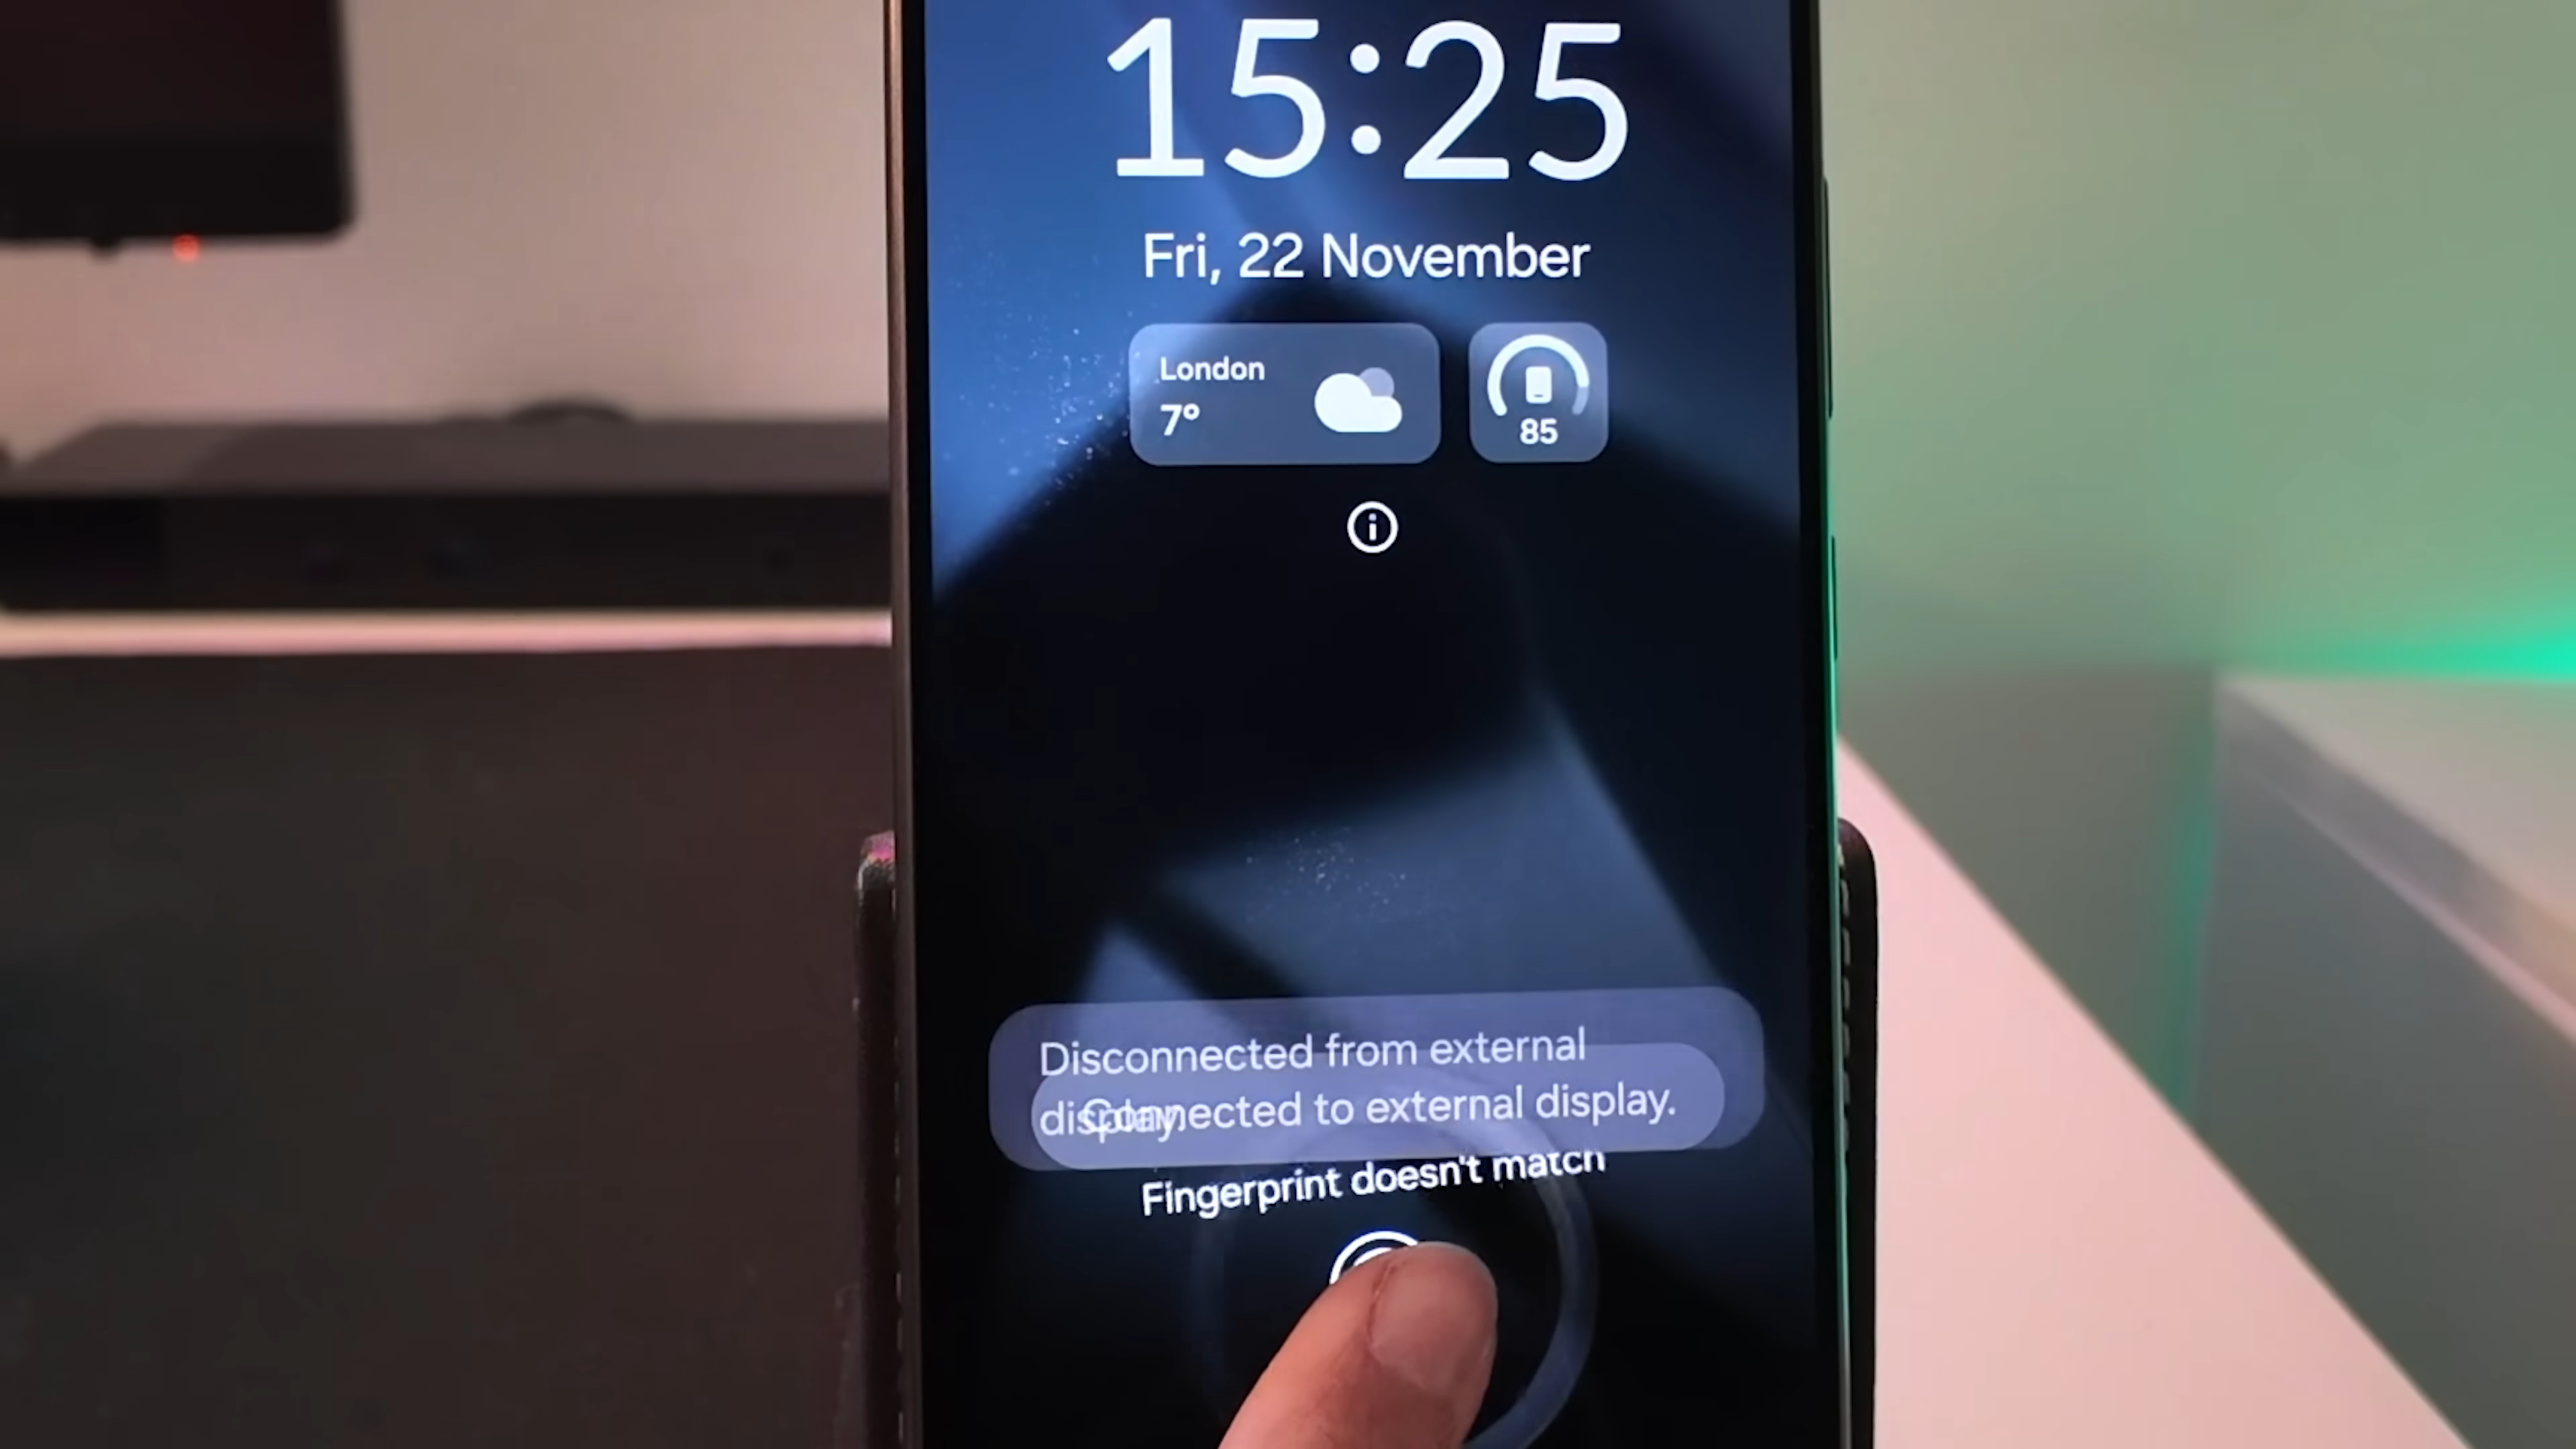 15:25
Fri, 22 November
London
7°
85
Disconnected from external
display.
Connected to external display.
Fingerprint doesn't match